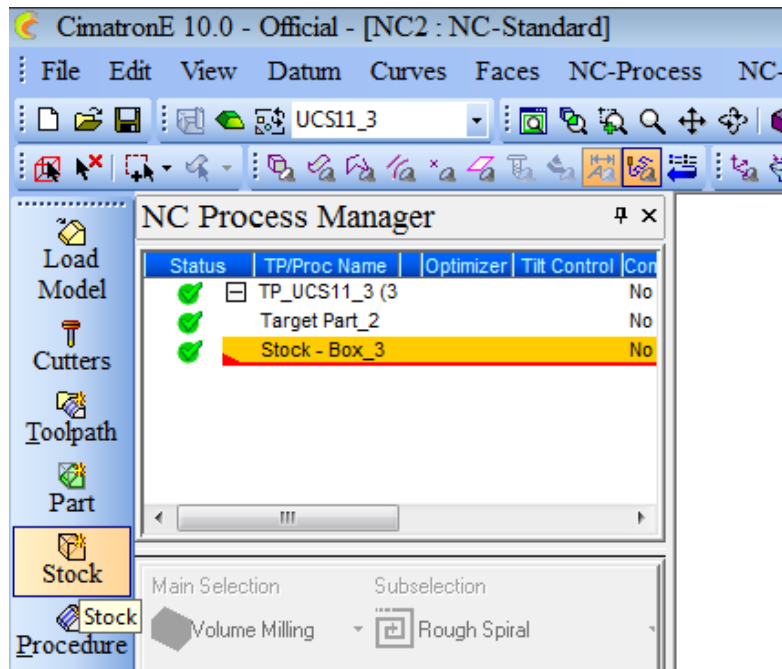 CimatronE 10.0 - Official - [NC2 : NC-Standard]
File Edit View Datum Curves Faces NC-Process NC-
UCS11_3
NC Process Manager
Load Model
Cutters
Toolpath
Part
Stock
Stock
Procedure
Status TP/Proc Name Optimizer Tilt Control Con
TP_UCS11_3 (3 No
Target Part_2 No
Stock - Box_3 No
Main Selection Subselection
Volume Milling Rough Spiral